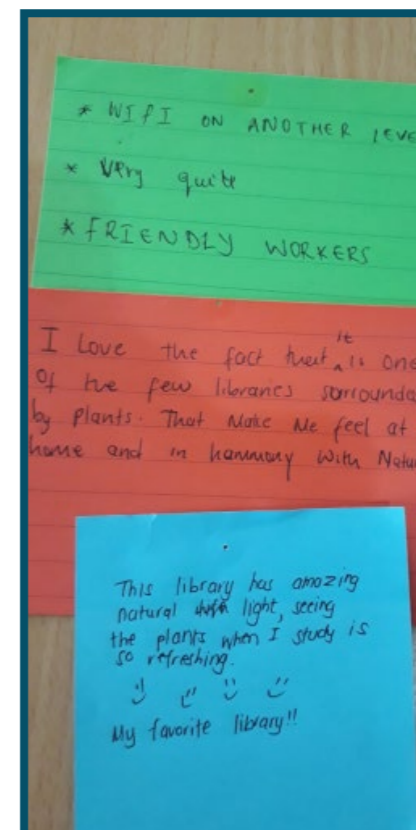 * WIFI ON ANOTHER LEVE
* Very quite
* FRIENDLY WORKERS
I Love the fact that it is one
of the few libraries sorrounde
by plants. That Make Me feel at
home and in hammony with Natu
This library has amazing
natural light, seeing
the plants when I study is
so refreshing.
My favorite library!!